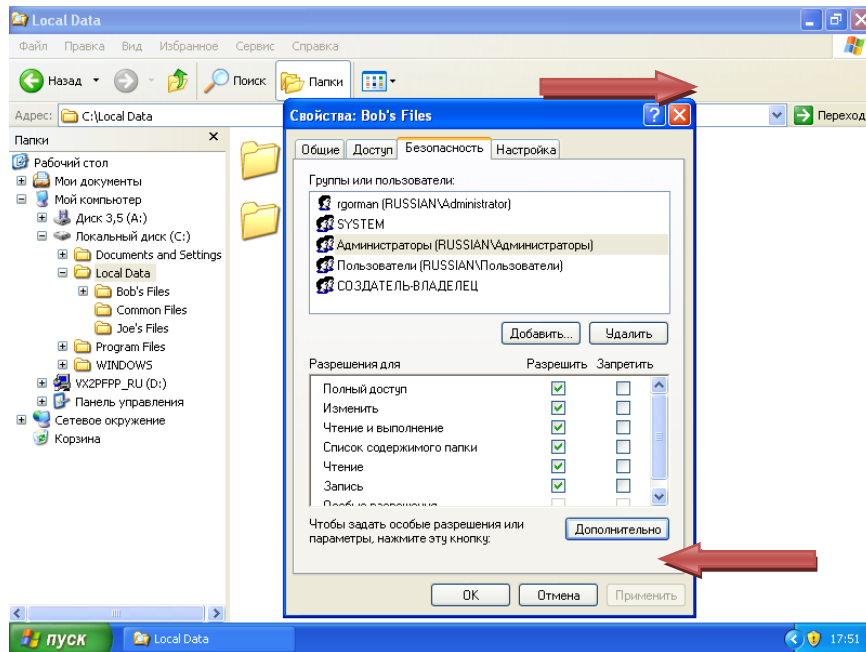 Local Data
Файл Правка Вид Избранное Сервис Справка
Назад Поиск Папки
Адрес: C:\Local Data Переход
Папки
Рабочий стол
Мои документы
Мой компьютер
Диск 3,5 (A:)
Локальный диск (C:)
Documents and Settings
Local Data
Bob's Files
Common Files
Joe's Files
Program Files
WINDOWS
VX2PFPP_RU (D:)
Панель управления
Сетевое окружение
Корзина
Свойства: Bob's Files
Общие Доступ Безопасность Настройка
Группы или пользователи:
rgorman (RUSSIAN\Administrator)
SYSTEM
Администраторы (RUSSIAN\Администраторы)
Пользователи (RUSSIAN\Пользователи)
СОЗДАТЕЛЬ-ВЛАДЕЛЕЦ
Добавить... Удалить
Разрешения для Разрешить Запретить
Полный доступ
Изменить
Чтение и выполнение
Список содержимого папки
Чтение
Запись
Особые разрешения
Чтобы задать особые разрешения или
параметры, нажмите эту кнопку:
Дополнительно
OK Отмена Применить
пуск Local Data 17:51